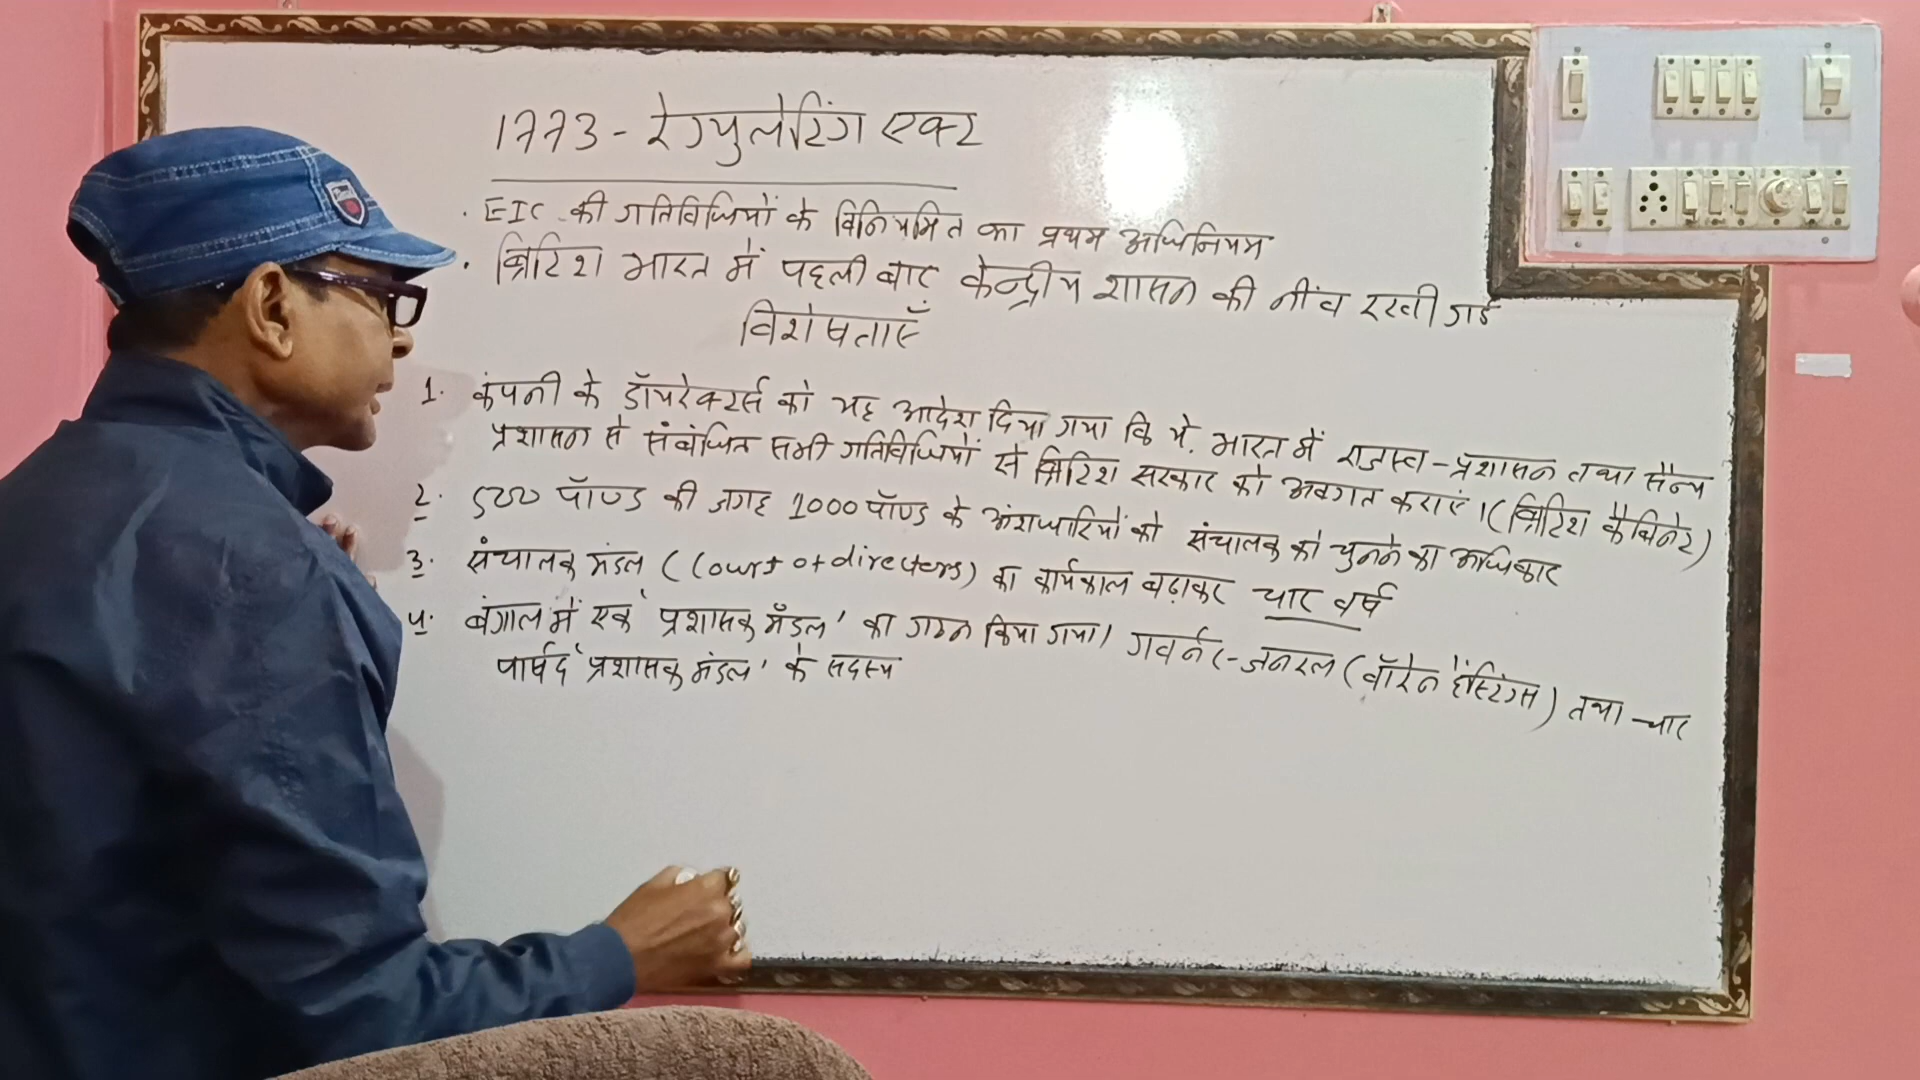 1773 - रेग्युलेटिंग एक्ट
• EIC की गतिविधियों के विनियमित का प्रथम अधिनियम
• ब्रिटिश भारत में पहली बार केन्द्रीय शासन की नींव रखी गई
विशेषताएँ
1. कंपनी के डॉयरेक्टर्स को यह आदेश दिया गया कि वे. भारत में राजस्व - प्रशासन तथा सैन्य
प्रशासन से संबंधित सभी गतिविधियों से ब्रिटिश सरकार को अवगत कराएं। (ब्रिटिश कैबिनेट)
2. 500 पॉण्ड की जगह 1000 पॉण्ड के अंशधारियों को संचालक को चुनने का अधिकार
3. संचालक मंडल (Court of directers) का कार्यकाल बढ़ाकर चार वर्ष
4. बंगाल में एक 'प्रशासक मँडल' का गठन किया गया। गवर्नर-जनरल (वॉरेन हैस्टिंग्स) तथा चार
पार्षद 'प्रशासक मंडल' के सदस्य